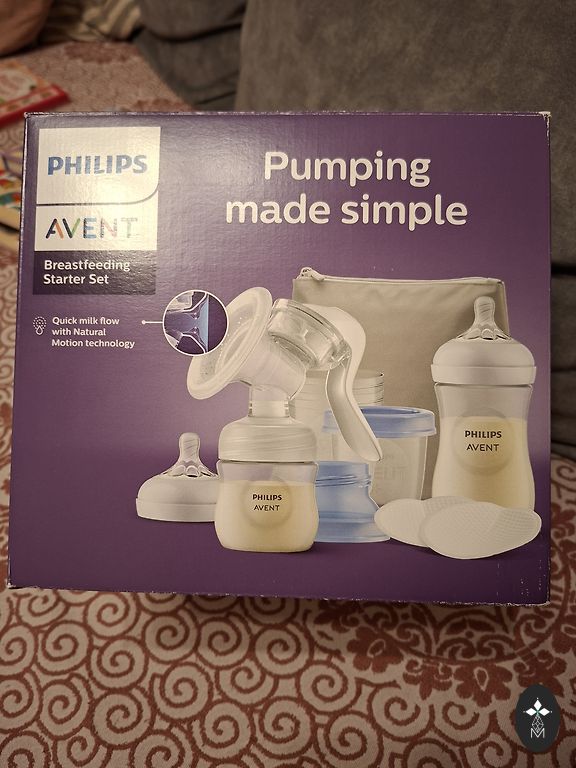 PHILIPS
AVENT
Breastfeeding
Starter Set
Pumping
made simple
Quick milk flow
with Natural
Motion technology
PHILIPS
AVENT
PHILIPS
AVENT